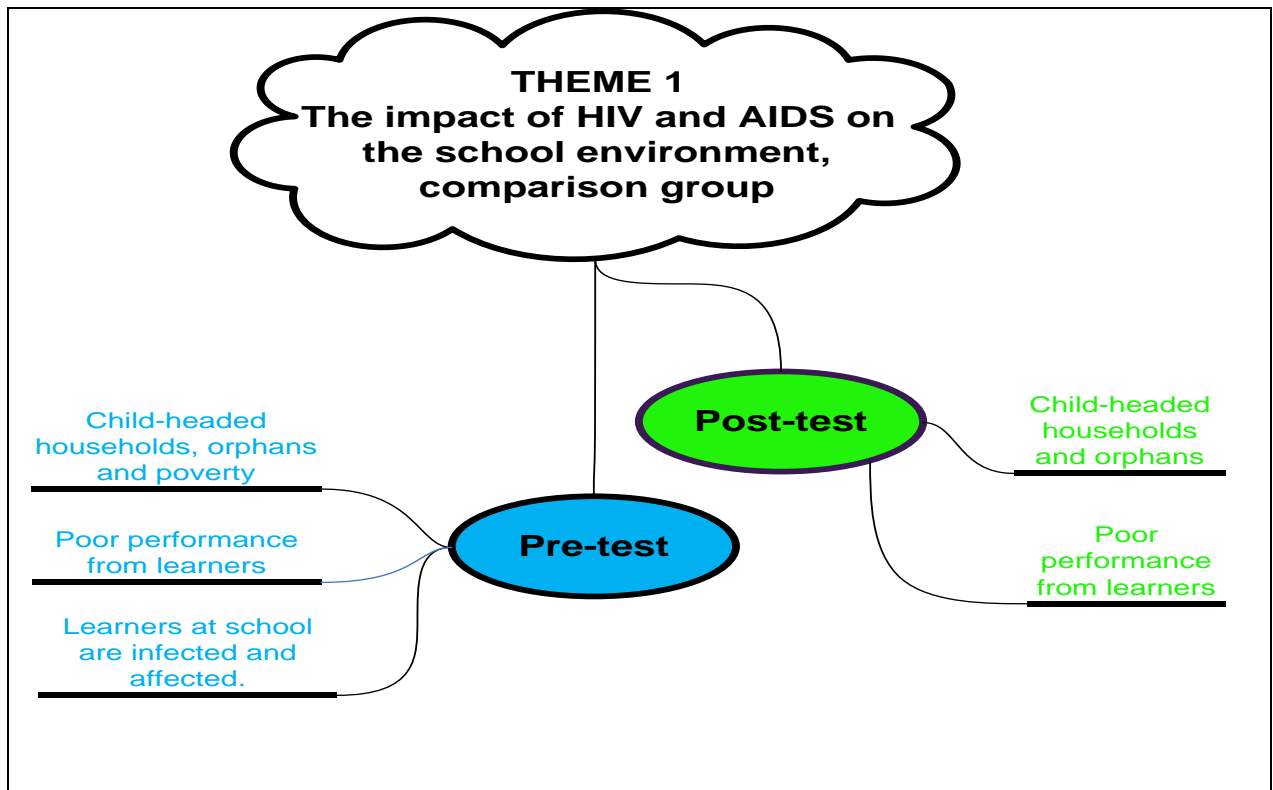 THEME 1
The impact of HIV and AIDS on
the school environment,
comparison group
Post-test
Child-headed
households
and orphans
Poor
performance
from learners
Pre-test
Child-headed
households, orphans
and poverty
Poor performance
from learners
Learners at school
are infected and
affected.